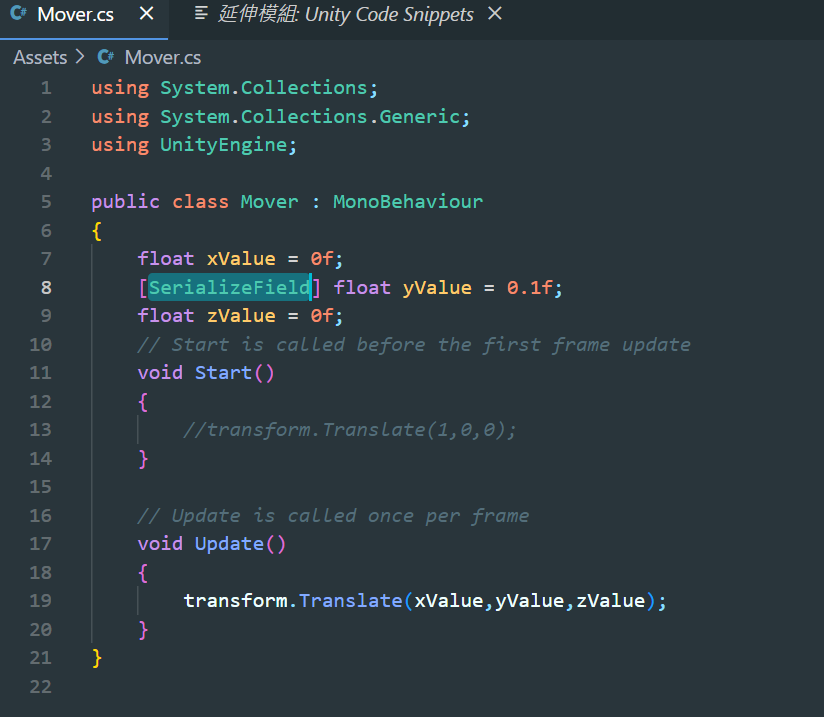 Mover.cs × 延伸模組: Unity Code Snippets ×
Assets > Mover.cs
1 using System.Collections;
2 using System.Collections.Generic;
3 using UnityEngine;
4
5 public class Mover : MonoBehaviour
6 {
7 float xValue = 0f;
8 [SerializeField] float yValue = 0.1f;
9 float zValue = 0f;
10 // Start is called before the first frame update
11 void Start()
12 {
13 //transform.Translate(1,0,0);
14 }
15
16 // Update is called once per frame
17 void Update()
18 {
19 transform.Translate(xValue,yValue,zValue);
20 }
21 }
22